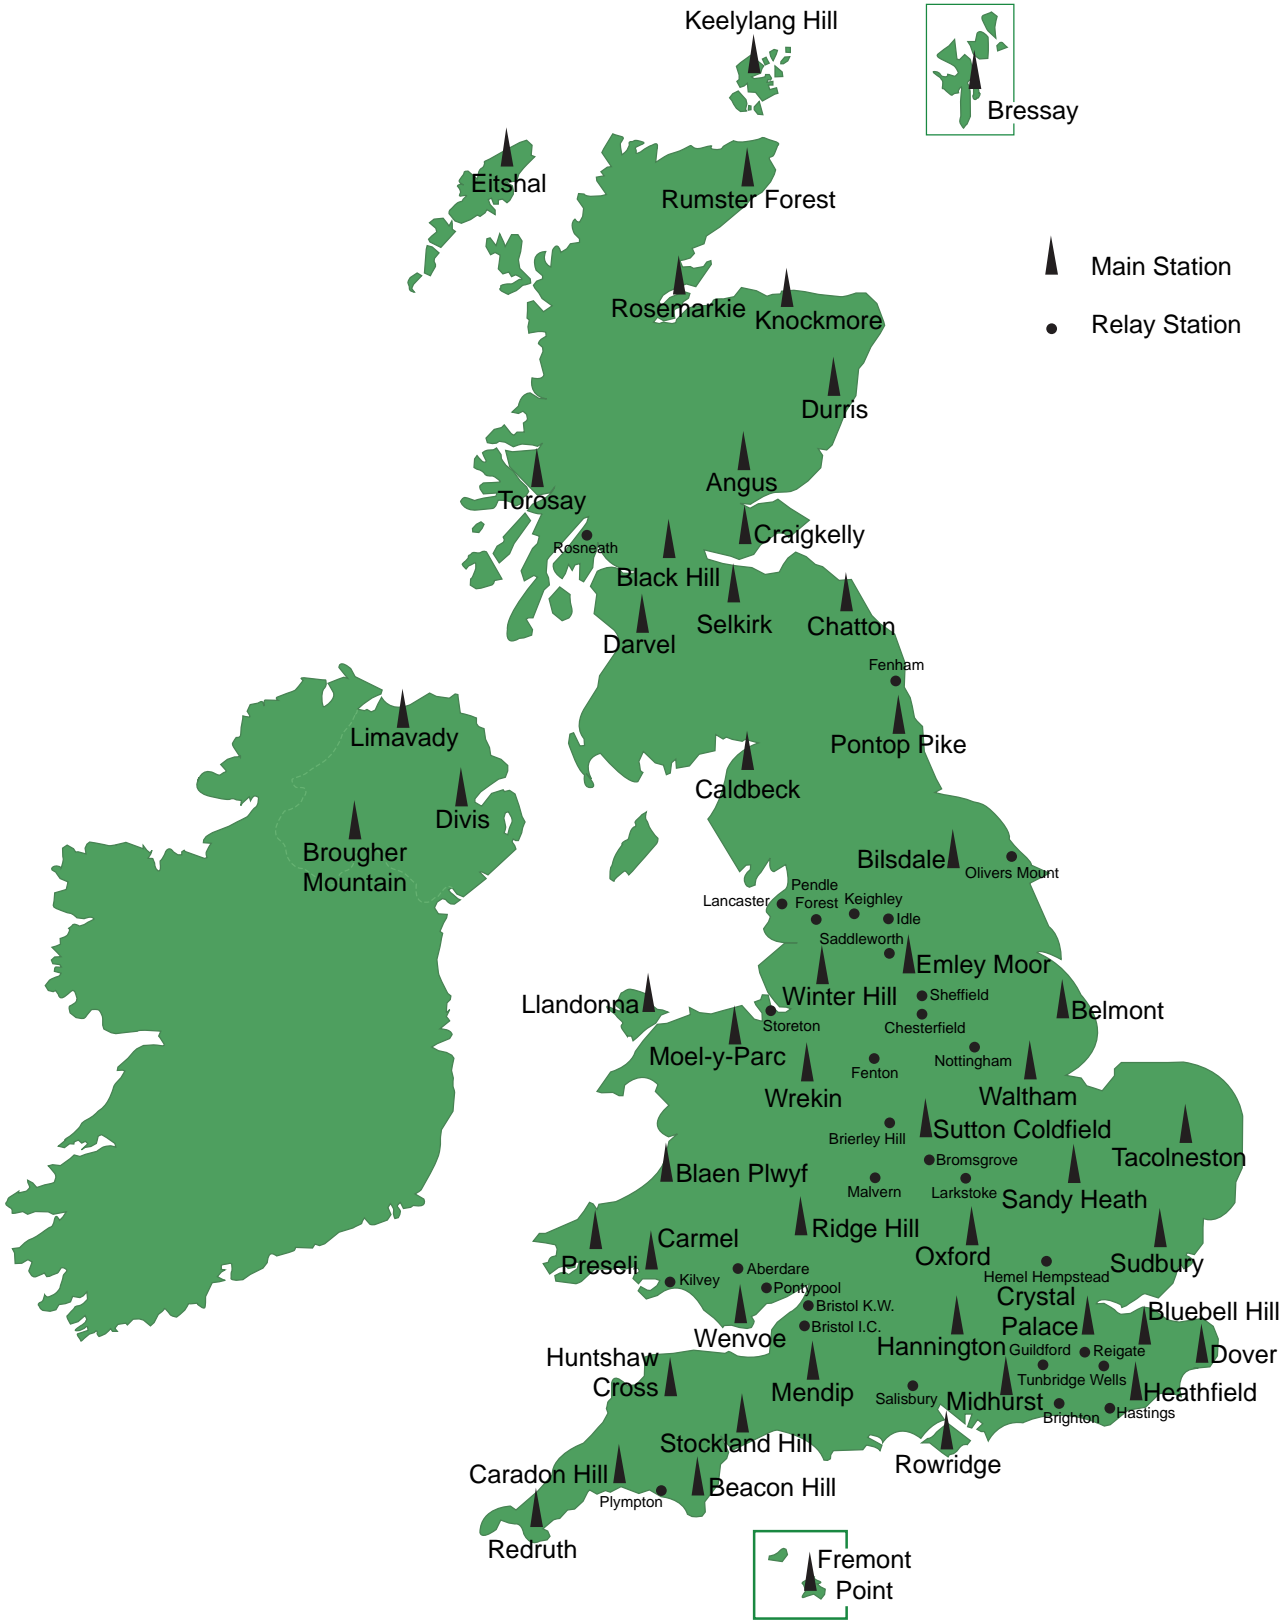 Keelylang Hill
Bressay
Eitshal
Rumster Forest
Main Station
Rosemarkie
Knockmore
Relay Station
Durris
Angus
Torosay
Craigkelly
Rosneath
Black Hill
Selkirk
Chatton
Darvel
Fenham
Limavady
Pontop Pike
Caldbeck
Divis
Brougher
Mountain
Bilsdale
Olivers Mount
Pendle
Forest
Lancaster
Keighley
Idle
Saddleworth
Emley Moor
Winter Hill
Sheffield
Llandonna
Belmont
Storeton
Chesterfield
Moel-y-Parc
Nottingham
Fenton
Wrekin
Waltham
Brierley Hill
Sutton Coldfield
Tacolneston
Bromsgrove
Blaen Plwyf
Malvern
Larkstoke
Sandy Heath
Ridge Hill
Carmel
Oxford
Preseli
Sudbury
Aberdare
Hemel Hempstead
Kilvey
Pontypool
Crystal
Palace
Bristol K.W.
Bluebell Hill
Bristol I.C.
Wenvoe
Hannington
Guildford
Reigate
Dover
Huntshaw
Cross
Tunbridge Wells
Mendip
Salisbury
Midhurst
Heathfield
Brighton
Hastings
Stockland Hill
Rowridge
Caradon Hill
Beacon Hill
Plympton
Redruth
Fremont
Point